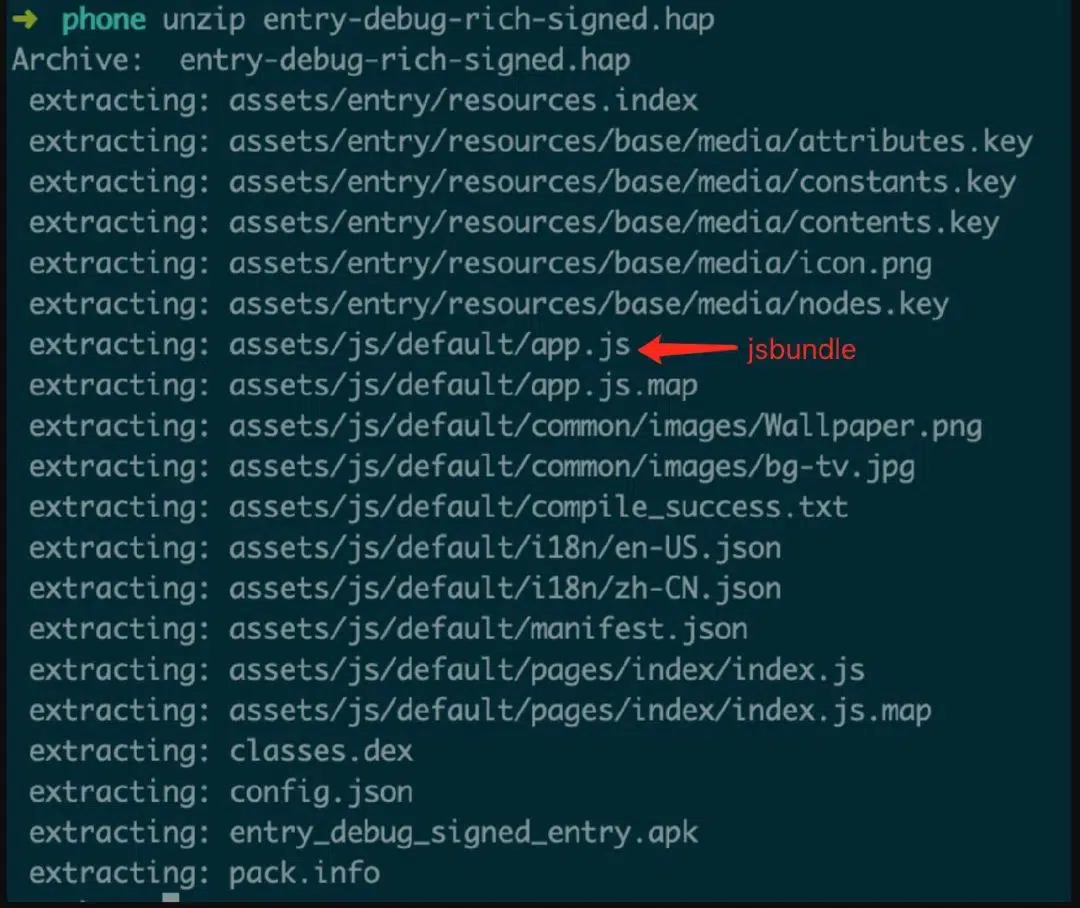 → phone unzip entry-debug-rich-signed.hap
Archive:  entry-debug-rich-signed.hap
extracting: assets/entry/resources.index
extracting: assets/entry/resources/base/media/attributes.key
extracting: assets/entry/resources/base/media/constants.key
extracting: assets/entry/resources/base/media/contents.key
extracting: assets/entry/resources/base/media/icon.png
extracting: assets/entry/resources/base/media/nodes.key
extracting: assets/js/default/app.js jsbundle
extracting: assets/js/default/app.js.map
extracting: assets/js/default/common/images/Wallpaper.png
extracting: assets/js/default/common/images/bg-tv.jpg
extracting: assets/js/default/compile_success.txt
extracting: assets/js/default/i18n/en-US.json
extracting: assets/js/default/i18n/zh-CN.json
extracting: assets/js/default/manifest.json
extracting: assets/js/default/pages/index/index.js
extracting: assets/js/default/pages/index/index.js.map
extracting: classes.dex
extracting: config.json
extracting: entry_debug_signed_entry.apk
extracting: pack.info